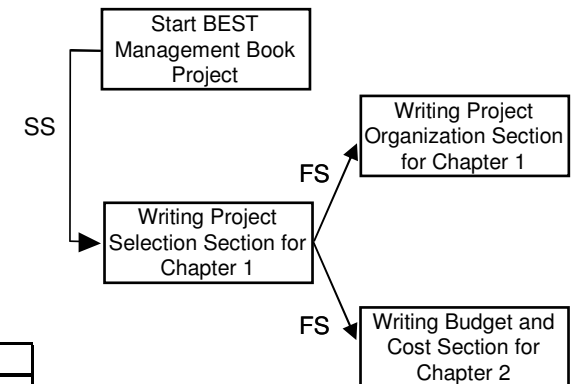 Start BEST
Management Book
Project
SS
Writing Project
Organization Section
for Chapter 1
FS
Writing Project
Selection Section for
Chapter 1
FS
Writing Budget and
Cost Section for
Chapter 2